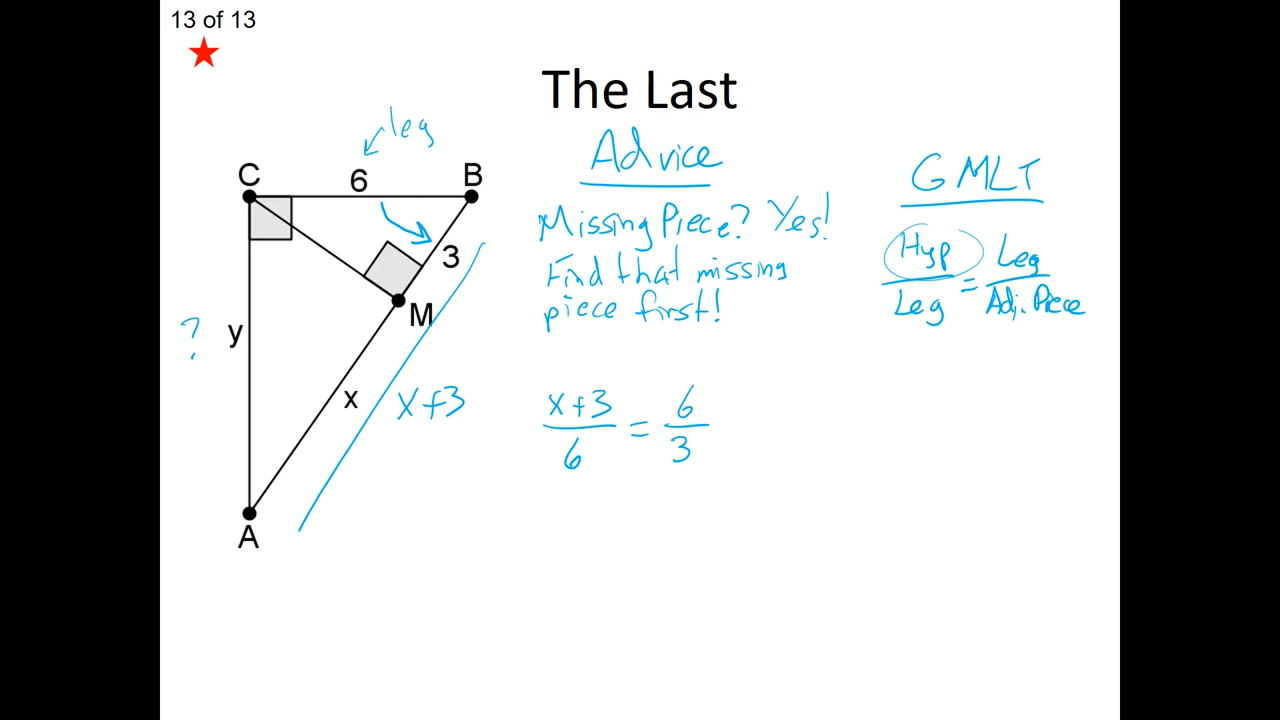 13 of 13
The Last
leg
C
6
B
3
M
? y
x
x+3
A
Advice
Missing Piece? Yes!
Find that missing
piece first!
x+3 / 6 = 6 / 3
GMLT
Hyp / Leg = Leg / Adj. Piece